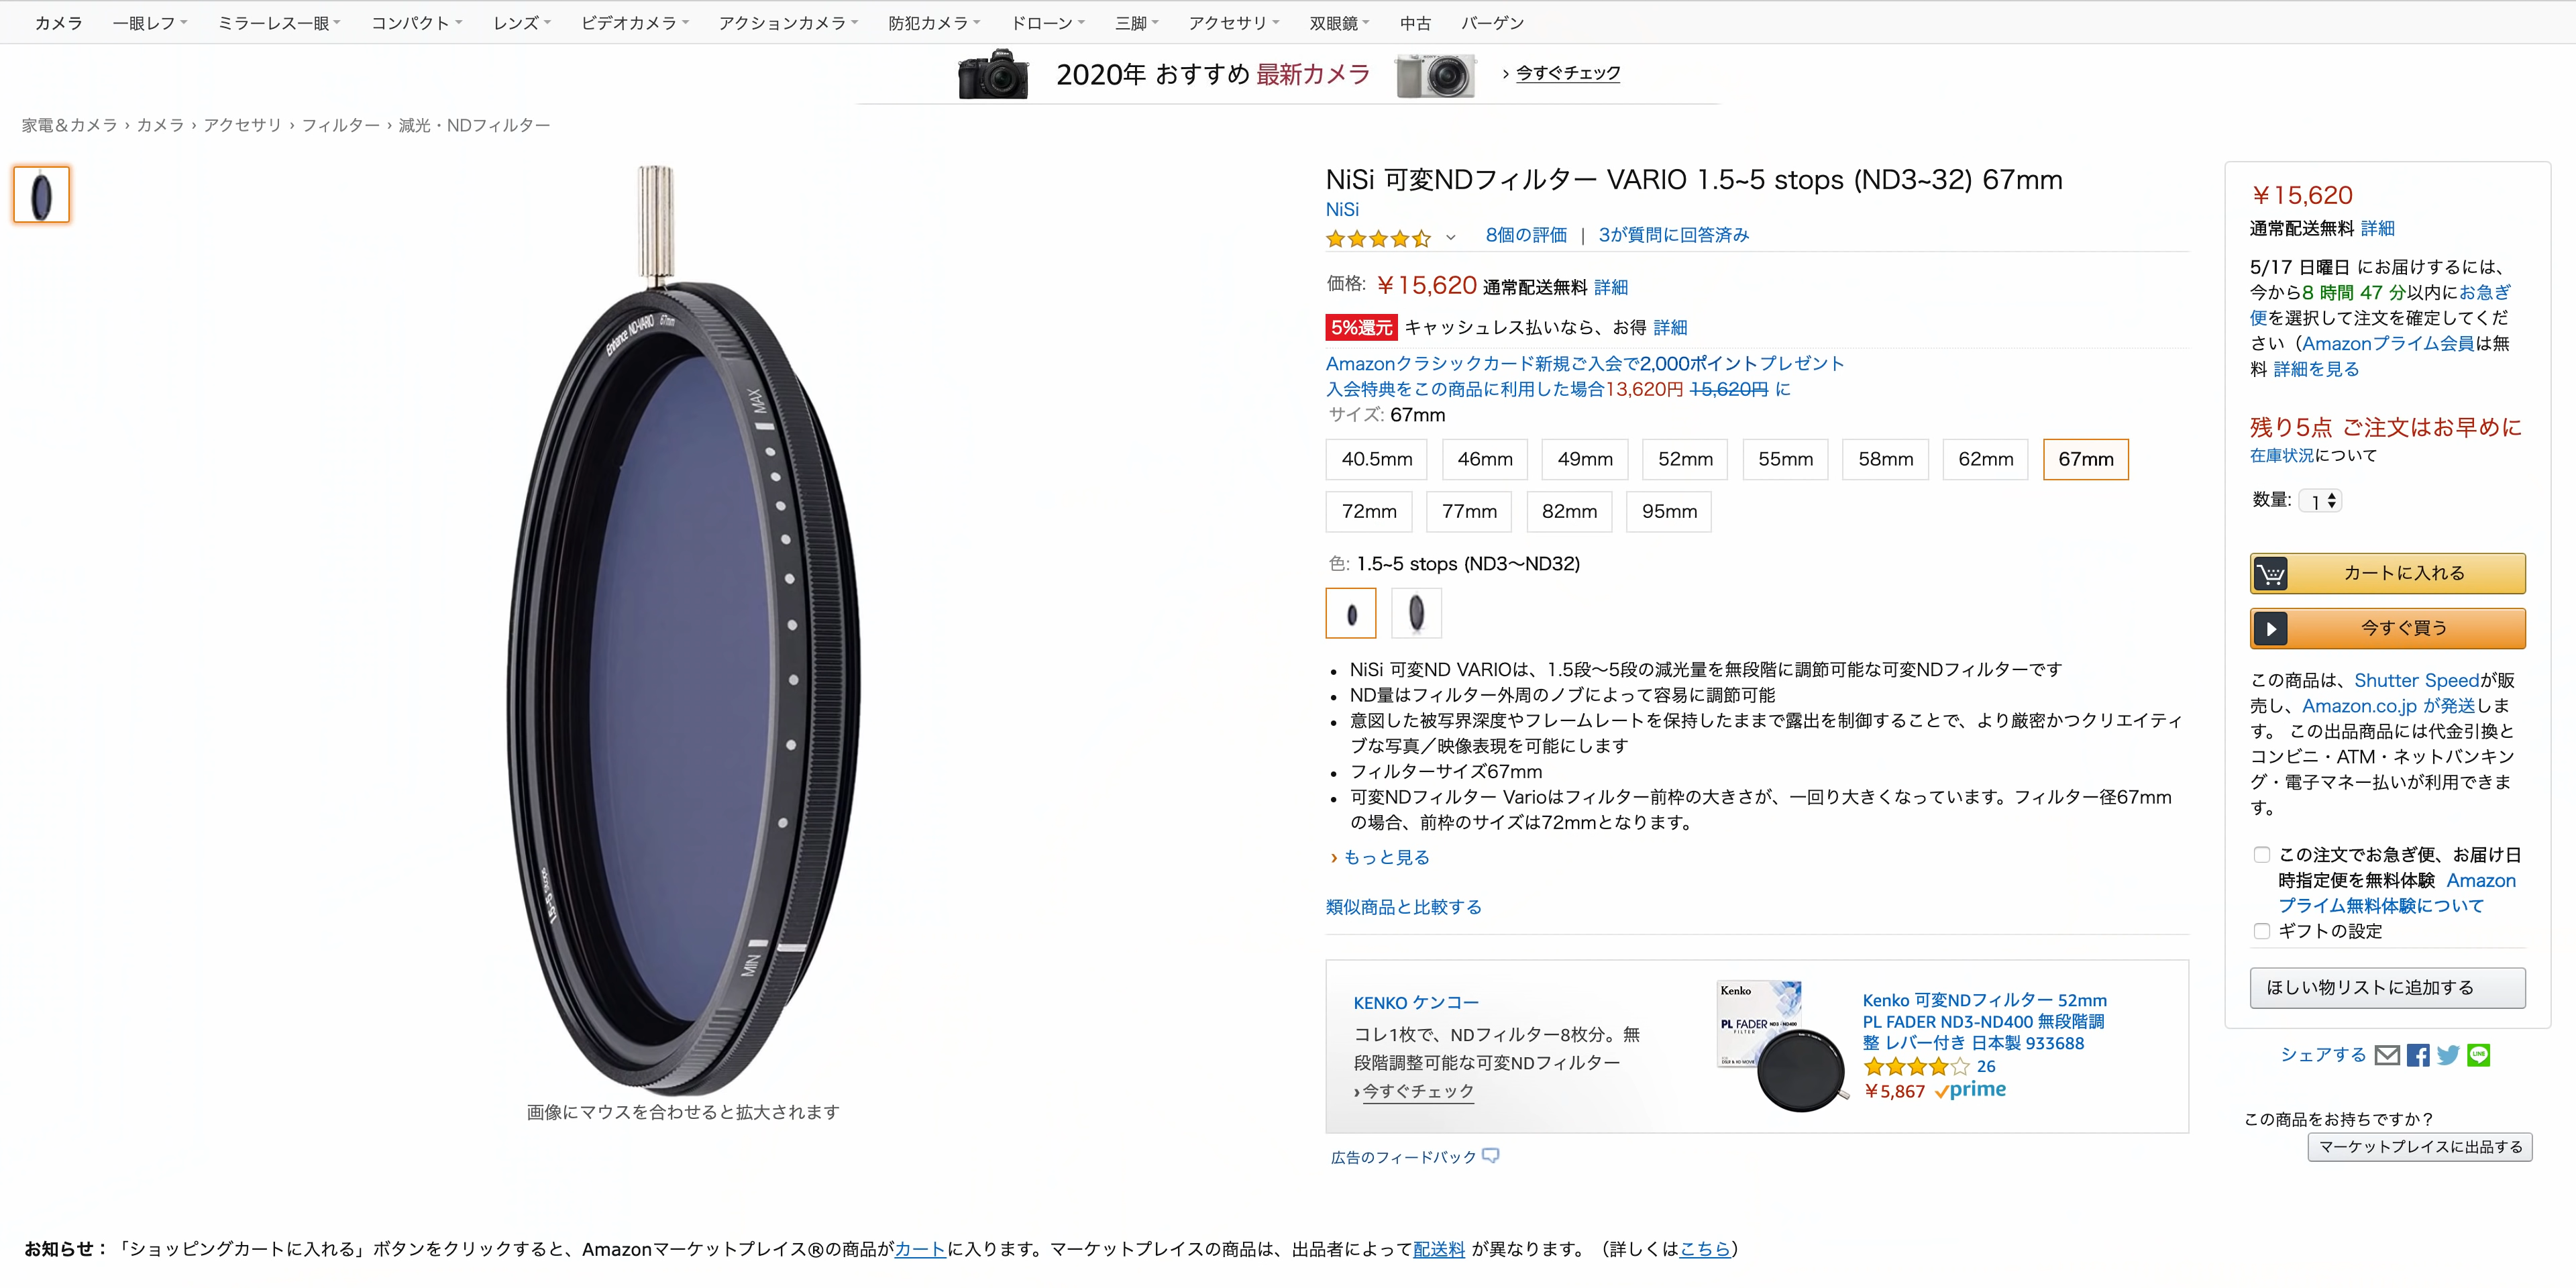 カメラ 一眼レフ ミラーレス一眼 コンパクト レンズ ビデオカメラ アクションカメラ 防犯カメラ ドローン 三脚 アクセサリ 双眼鏡 中古 バーゲン
2020年 おすすめ 最新カメラ › 今すぐチェック
家電＆カメラ › カメラ › アクセサリ › フィルター › 減光・NDフィルター
Enhance ND-VARIO 67mm
MAX
MIN
1.5-5 stops
画像にマウスを合わせると拡大されます
NiSi 可変NDフィルター VARIO 1.5~5 stops (ND3~32) 67mm
NiSi
8個の評価 | 3が質問に回答済み
価格: ￥15,620 通常配送無料 詳細
5%還元 キャッシュレス払いなら、お得 詳細
Amazonクラシックカード新規ご入会で2,000ポイントプレゼント
入会特典をこの商品に利用した場合13,620円 15,620円 に
サイズ: 67mm
40.5mm 46mm 49mm 52mm 55mm 58mm 62mm 67mm
72mm 77mm 82mm 95mm
色: 1.5~5 stops (ND3〜ND32)
• NiSi 可変ND VARIOは、1.5段〜5段の減光量を無段階に調節可能な可変NDフィルターです
• ND量はフィルター外周のノブによって容易に調節可能
• 意図した被写界深度やフレームレートを保持したままで露出を制御することで、より厳密かつクリエイティ
ブな写真／映像表現を可能にします
• フィルターサイズ67mm
• 可変NDフィルター Varioはフィルター前枠の大きさが、一回り大きくなっています。フィルター径67mm
の場合、前枠のサイズは72mmとなります。
› もっと見る
類似商品と比較する
KENKO ケンコー
コレ1枚で、NDフィルター8枚分。無
段階調整可能な可変NDフィルター
›今すぐチェック
Kenko
PL FADER ND3-ND400
FILTER
Kenko 可変NDフィルター 52mm
PL FADER ND3-ND400 無段階調
整 レバー付き 日本製 933688
26
￥5,867 prime
広告のフィードバック
￥15,620
通常配送無料 詳細
5/17 日曜日 にお届けするには、
今から8 時間 47 分以内にお急ぎ
便を選択して注文を確定してくだ
さい（Amazonプライム会員は無
料 詳細を見る
残り5点 ご注文はお早めに
在庫状況について
数量: 1
カートに入れる
今すぐ買う
この商品は、Shutter Speedが販
売し、Amazon.co.jp が発送しま
す。 この出品商品には代金引換と
コンビニ・ATM・ネットバンキン
グ・電子マネー払いが利用できま
す。
この注文でお急ぎ便、お届け日
時指定便を無料体験 Amazon
プライム無料体験について
ギフトの設定
ほしい物リストに追加する
シェアする LINE
この商品をお持ちですか？
マーケットプレイスに出品する
お知らせ：「ショッピングカートに入れる」ボタンをクリックすると、Amazonマーケットプレイス®の商品がカートに入ります。マーケットプレイスの商品は、出品者によって配送料 が異なります。（詳しくはこちら）